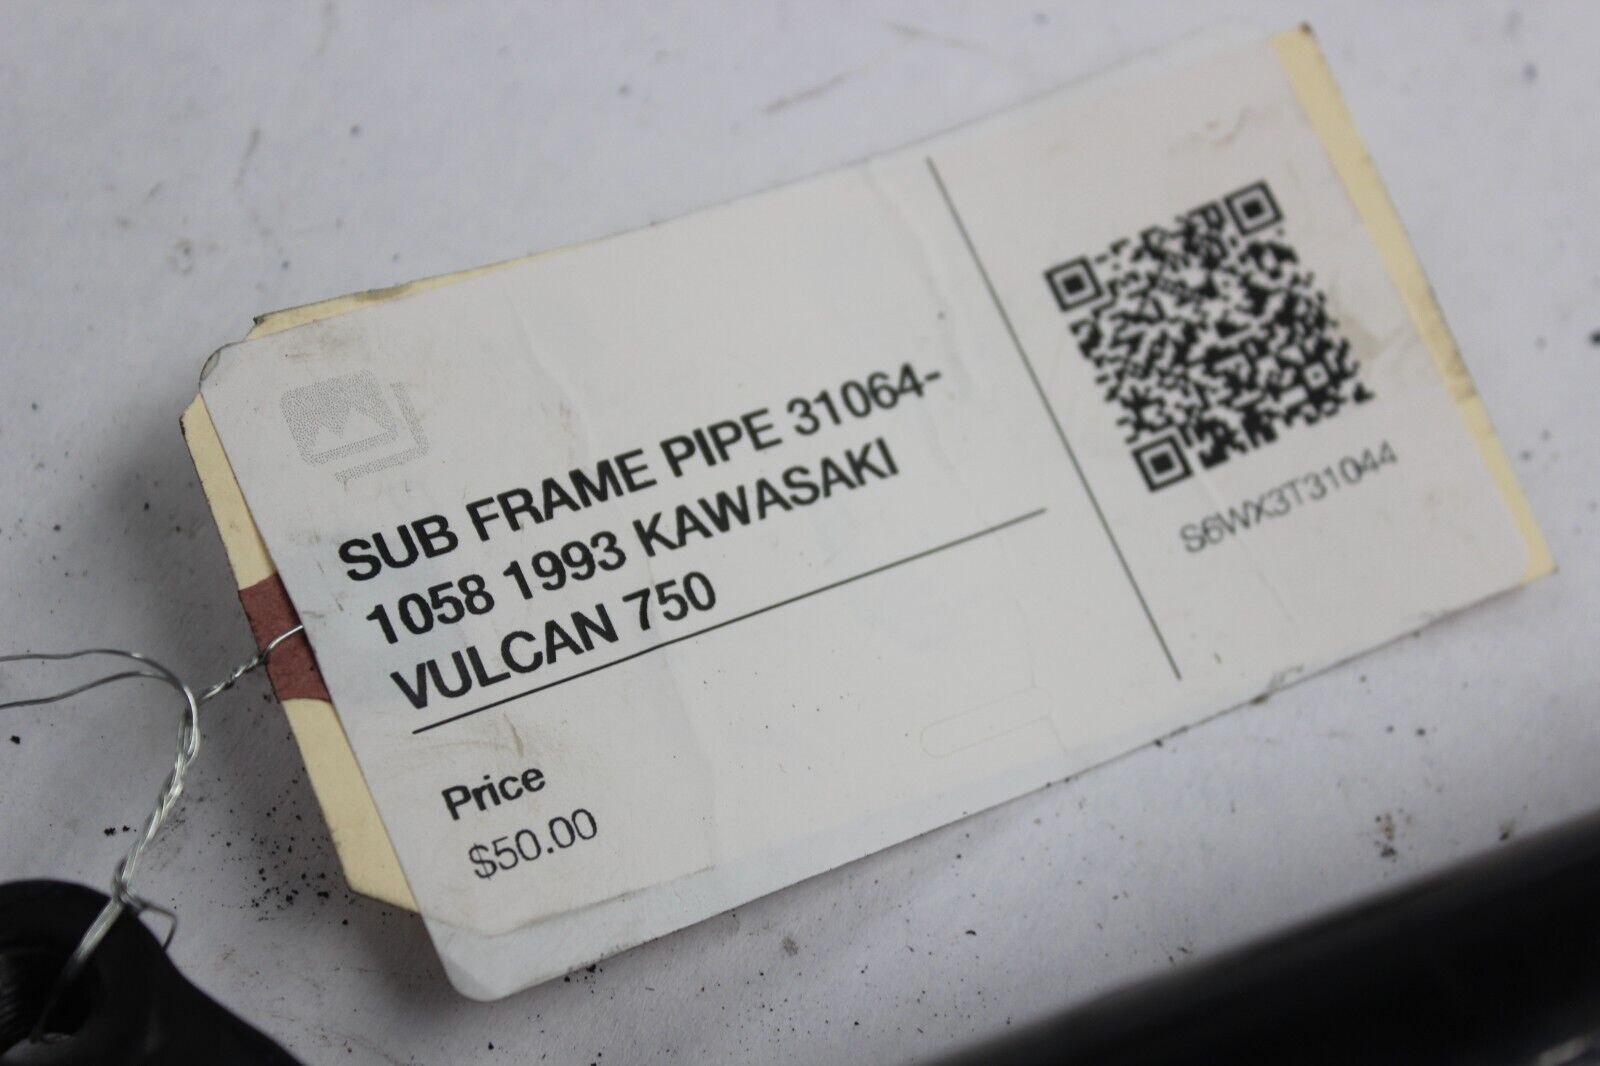 SUB FRAME PIPE 31064-
1058 1993 KAWASAKI
VULCAN 750
Price
$50.00
S6WX3T31044